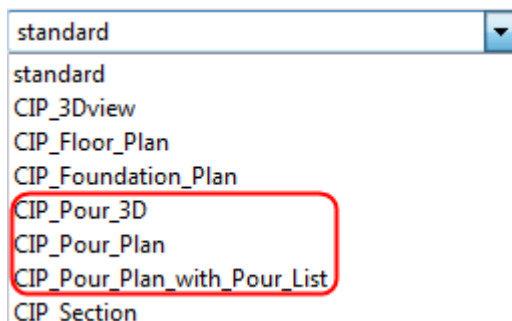 standard
standard
CIP_3Dview
CIP_Floor_Plan
CIP_Foundation_Plan
CIP_Pour_3D
CIP_Pour_Plan
CIP_Pour_Plan_with_Pour_List
CIP_Section